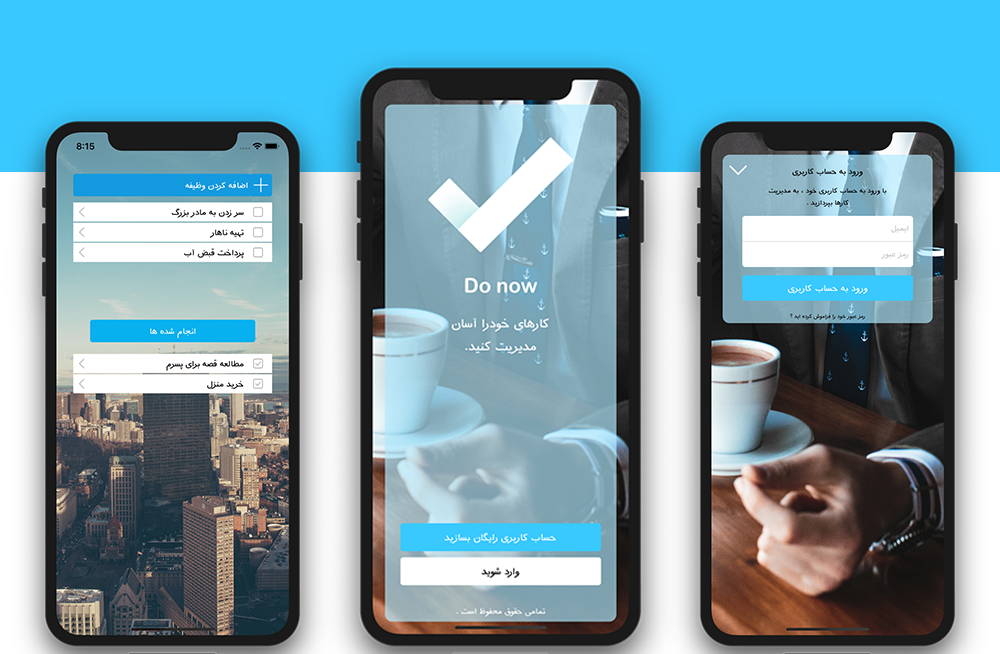 8:15
اضافه کردن وظیفه
سر زدن به مادر بزرگ
تهیه ناهار
پرداخت قبض اب
انجام شده ها
مطالعه قصه برای پسرم
خرید منزل
Do now
کارهای خودرا آسان
مدیریت کنید.
حساب کاربری رایگان بسازید
وارد شوید
تمامی حقوق محفوظ است .
ورود به حساب کاربری
با ورود به حساب کاربری خود ، به مدیریت
کارها بپردازید .
ایمیل
رمز عبور
ورود به حساب کاربری
رمز عبور خود را فراموش کرده اید ؟